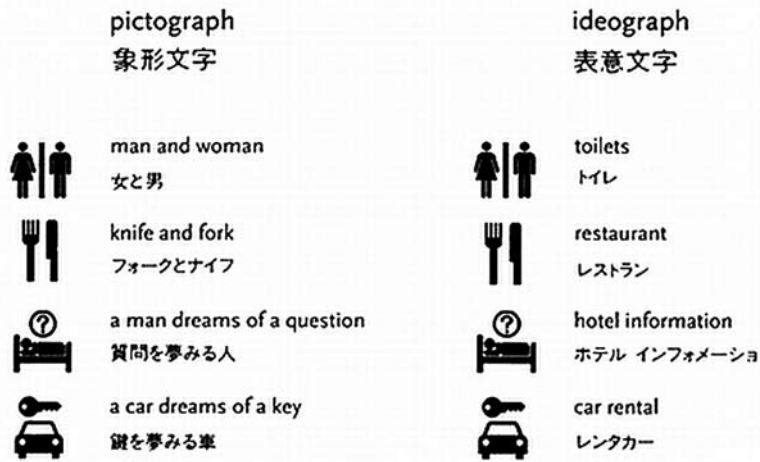 pictograph
象形文字
man and woman
女と男
knife and fork
フォークとナイフ
?
a man dreams of a question
質問を夢みる人
a car dreams of a key
鍵を夢みる車
ideograph
表意文字
toilets
トイレ
restaurant
レストラン
?
hotel information
ホテル インフォメーショ
car rental
レンタカー